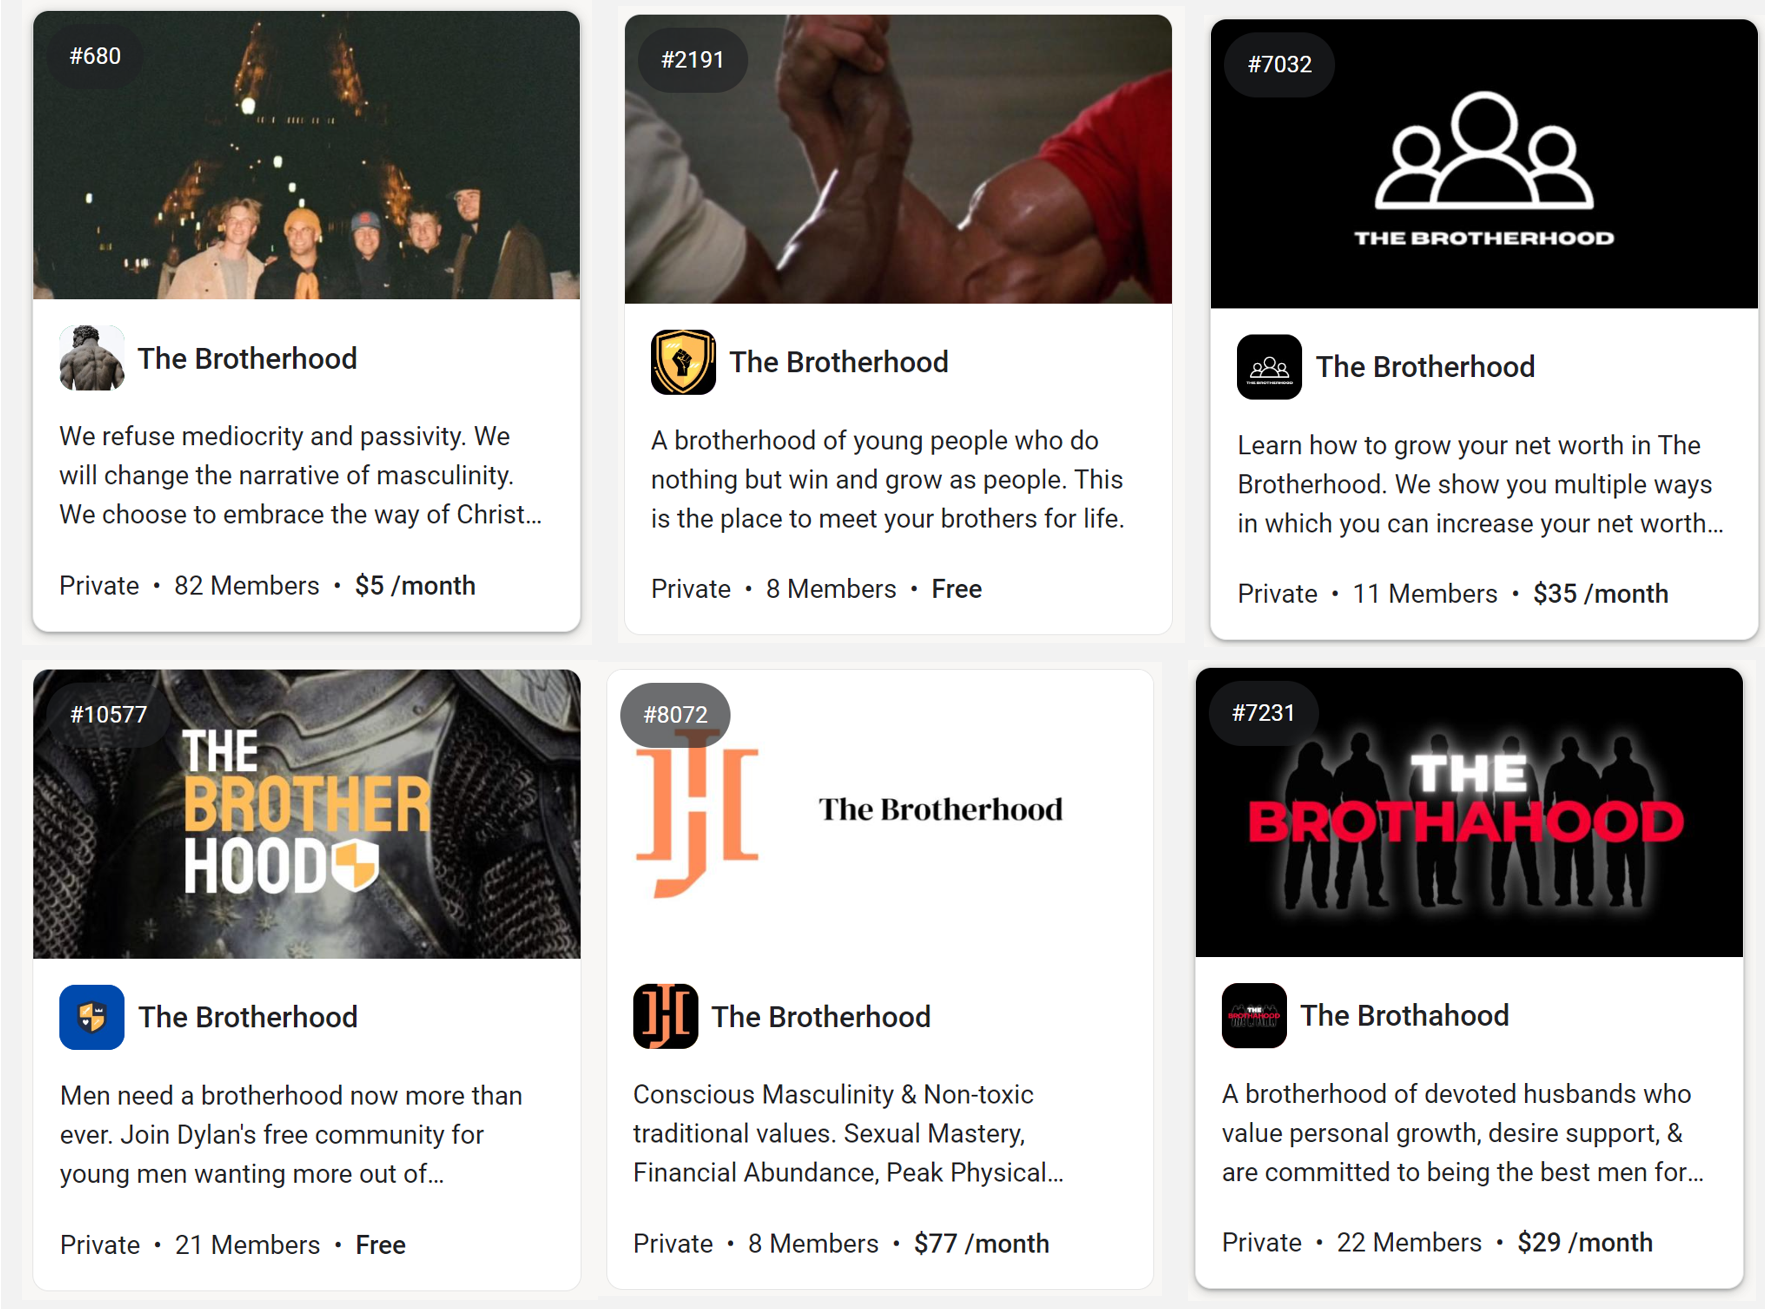 #680
The Brotherhood
We refuse mediocrity and passivity. We
will change the narrative of masculinity.
We choose to embrace the way of Christ...
Private • 82 Members • $5 /month
#2191
The Brotherhood
A brotherhood of young people who do
nothing but win and grow as people. This
is the place to meet your brothers for life.
Private • 8 Members • Free
#7032
THE BROTHERHOOD
THE BROTHERHOOD
The Brotherhood
Learn how to grow your net worth in The
Brotherhood. We show you multiple ways
in which you can increase your net worth...
Private • 11 Members • $35 /month
#10577
THE
BROTHER
HOOD
The Brotherhood
Men need a brotherhood now more than
ever. Join Dylan's free community for
young men wanting more out of...
Private • 21 Members • Free
#8072
The Brotherhood
The Brotherhood
Conscious Masculinity & Non-toxic
traditional values. Sexual Mastery,
Financial Abundance, Peak Physical...
Private • 8 Members • $77 /month
#7231
THE
BROTHAHOOD
THE
BROTHAHOOD
The Brothahood
A brotherhood of devoted husbands who
value personal growth, desire support, &
are committed to being the best men for...
Private • 22 Members • $29 /month